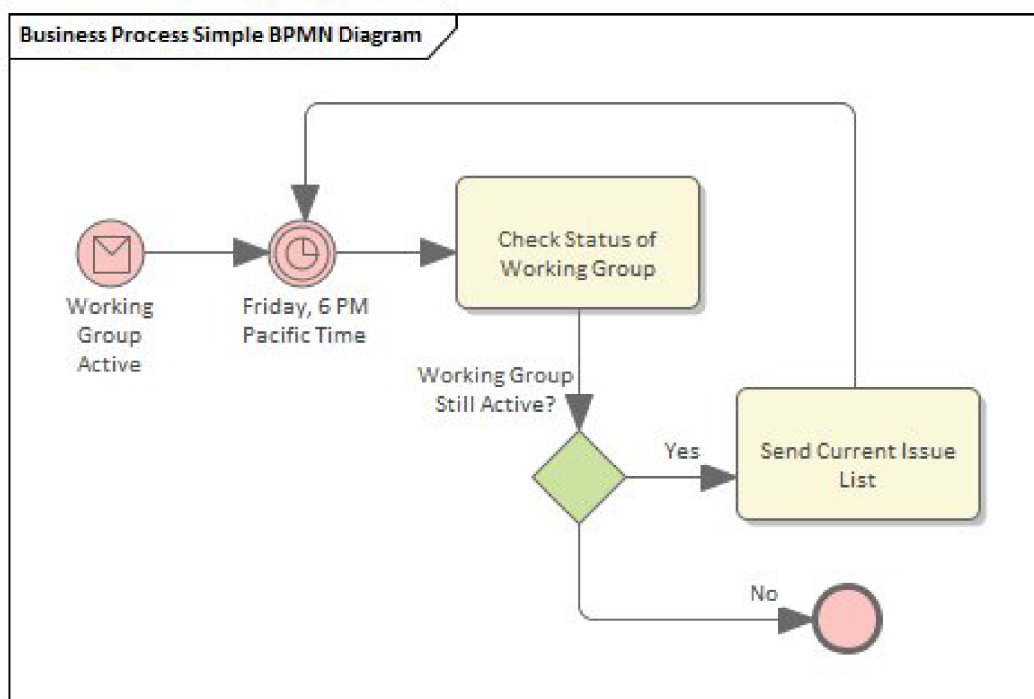 Business Process Simple BPMN Diagram
Working
Group
Active
Friday, 6 PM
Pacific Time
Check Status of
Working Group
Working Group
Still Active?
Yes
Send Current Issue
List
No